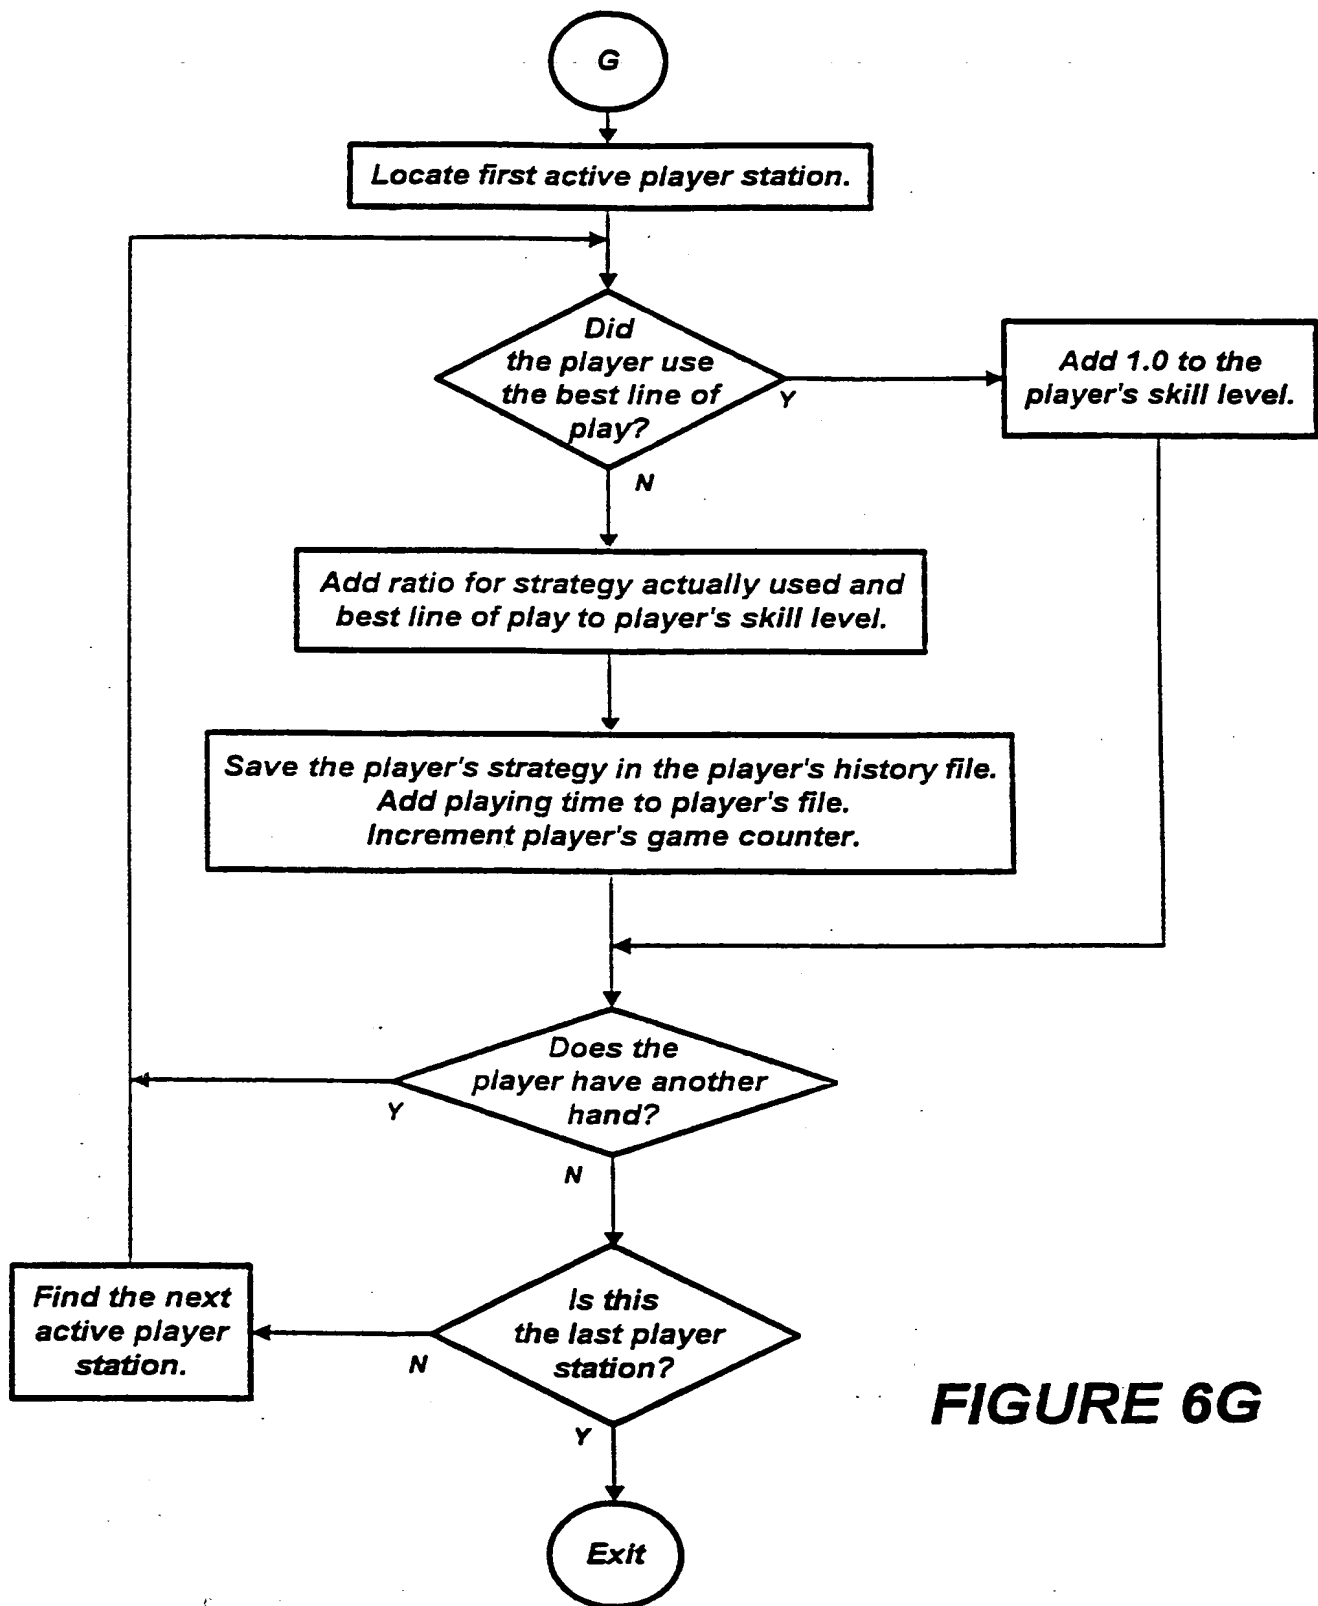 G
Locate first active player station.
Did
the player use
the best line of
play?
Y
Add 1.0 to the
player's skill level.
N
Add ratio for strategy actually used and
best line of play to player's skill level.
Save the player's strategy in the player's history file.
Add playing time to player's file.
Increment player's game counter.
Does the
player have another
hand?
Y
N
Is this
the last player
station?
N
Find the next
active player
station.
Y
FIGURE 6G
Exit